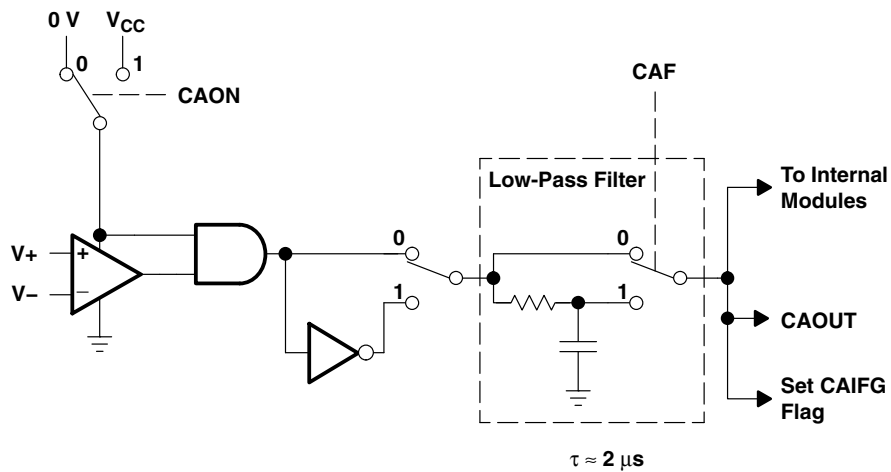 0 V
V_CC
0
1
CAON
CAF
Low-Pass Filter
To Internal
Modules
V+
+
V−
−
0
1
0
1
CAOUT
Set CAIFG
Flag
τ ≈ 2 μs